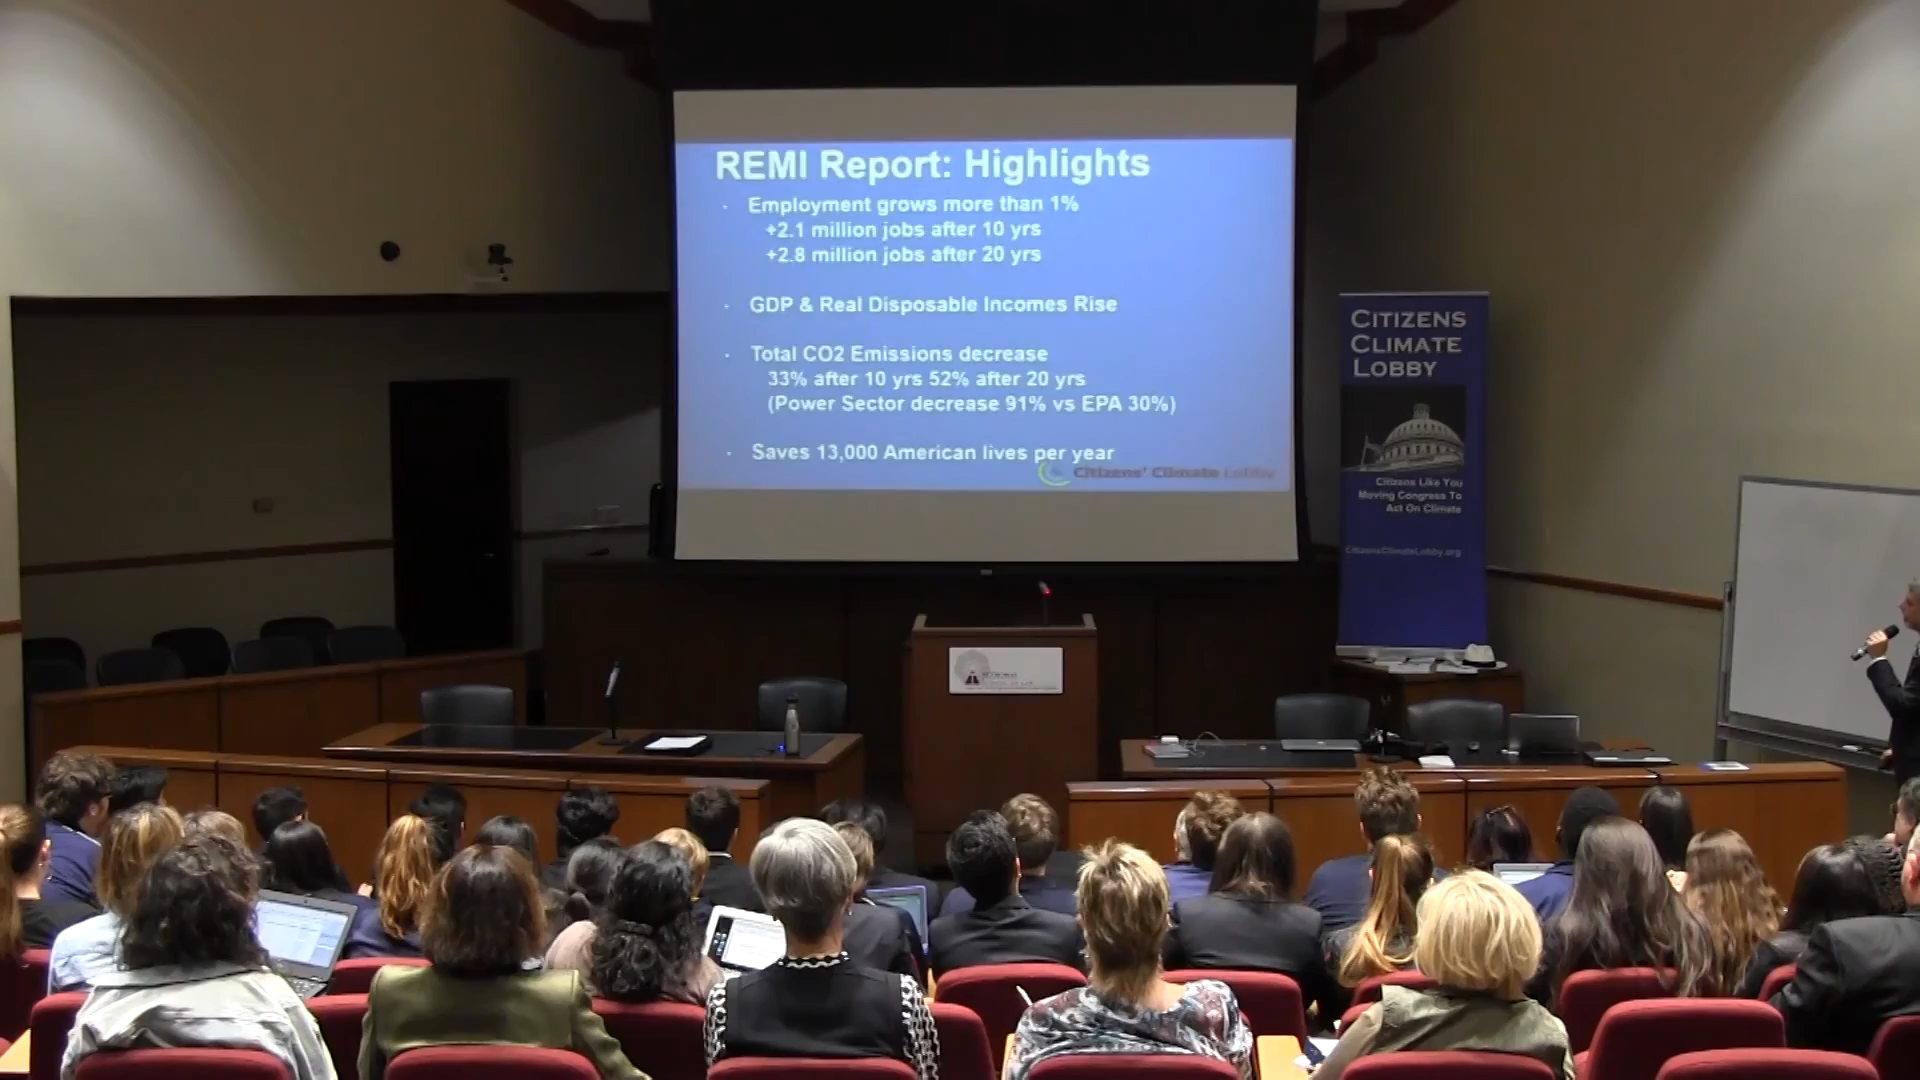 REMI Report: Highlights
· Employment grows more than 1%
+2.1 million jobs after 10 yrs
+2.8 million jobs after 20 yrs
· GDP & Real Disposable Incomes Rise
· Total CO2 Emissions decrease
33% after 10 yrs 52% after 20 yrs
(Power Sector decrease 91% vs EPA 30%)
· Saves 13,000 American lives per year
Citizens' Climate Lobby
CITIZENS
CLIMATE
LOBBY
Citizens Like You
Moving Congress To
Act On Climate
CitizensClimateLobby.org